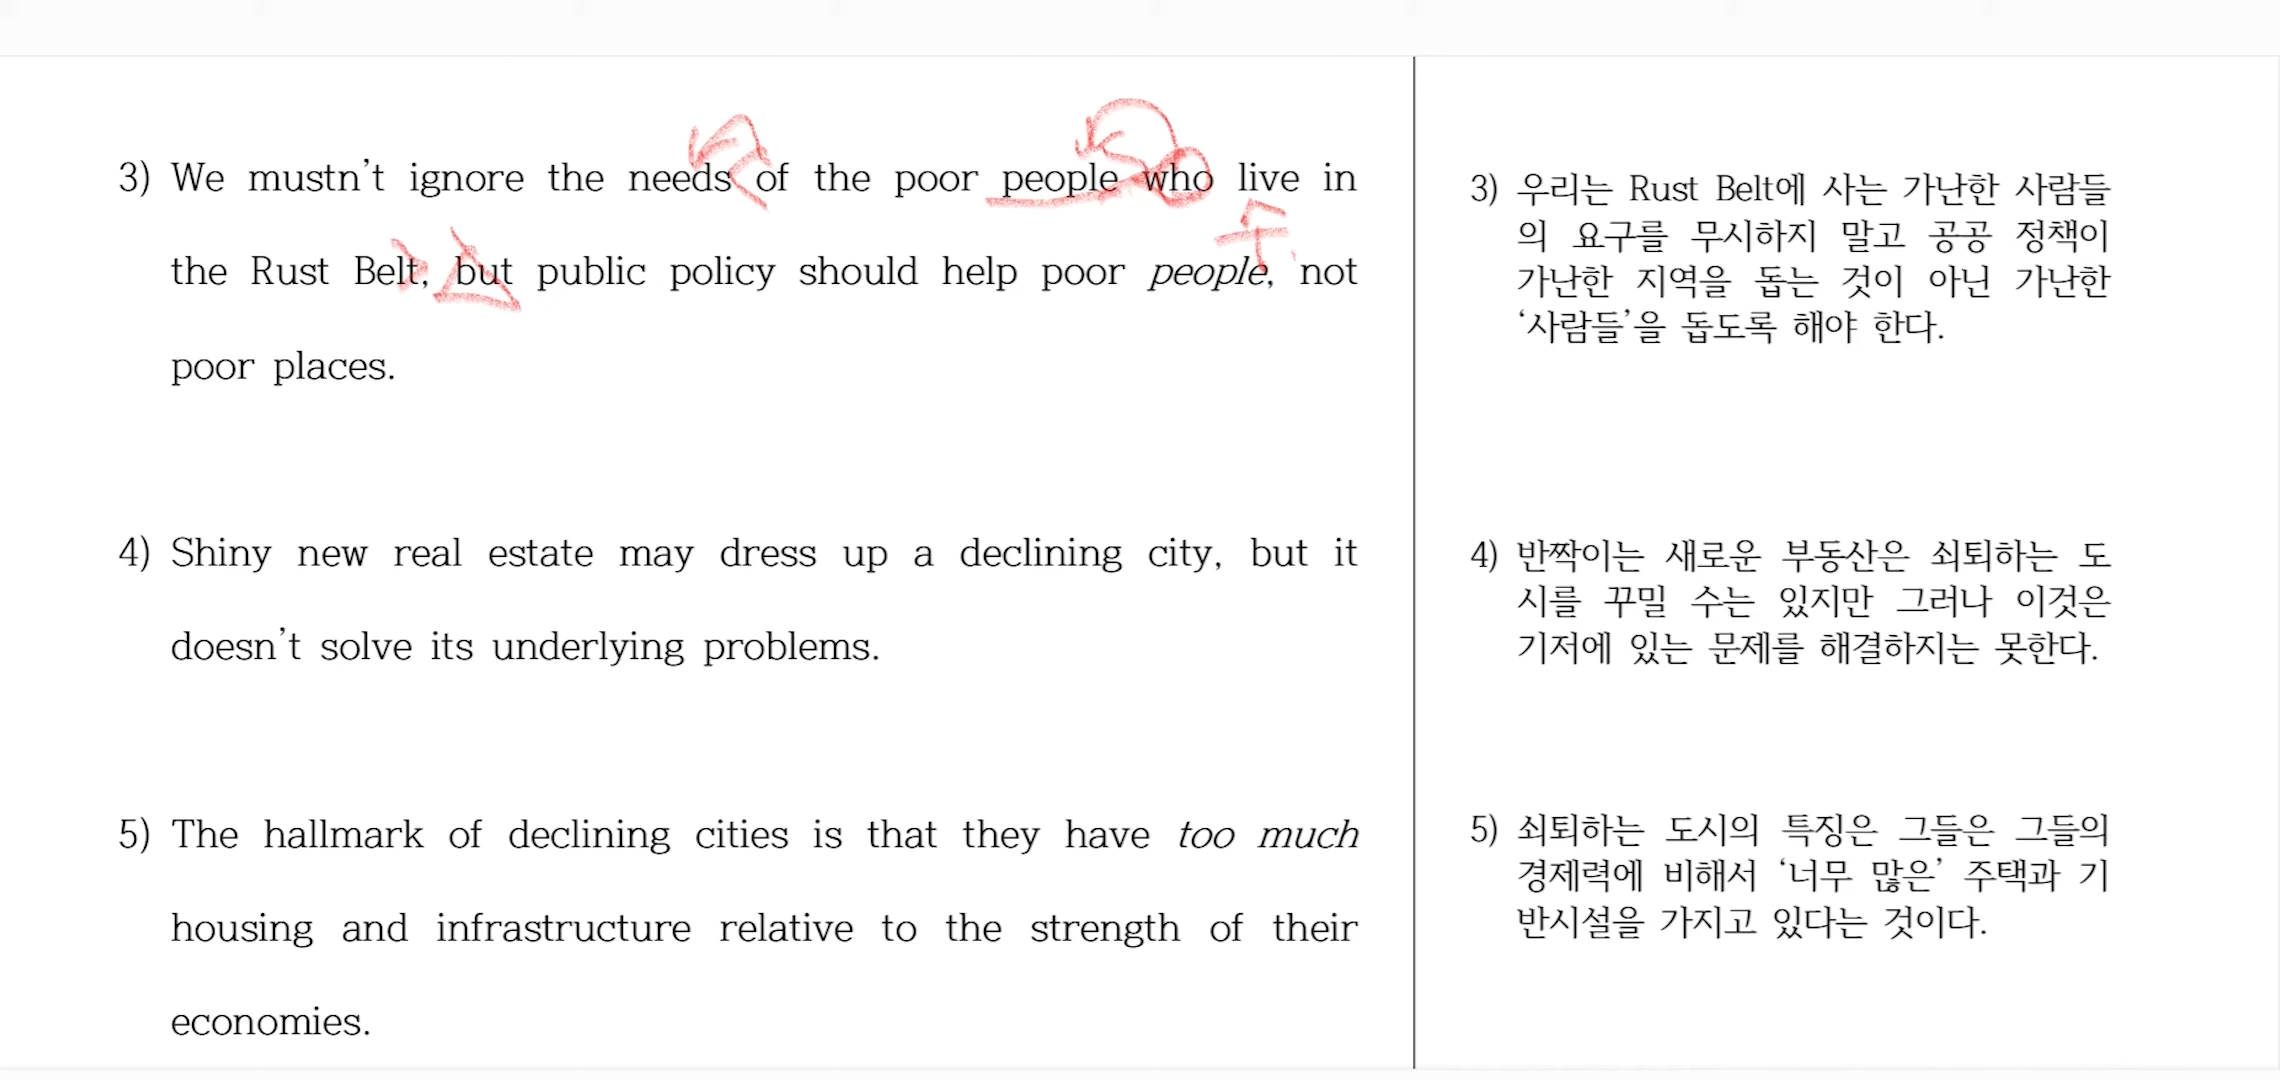 3) We mustn't ignore the needs of the poor people who live in
the Rust Belt, but public policy should help poor people, not
poor places.
수
4) Shiny new real estate may dress up a declining city, but it
doesn't solve its underlying problems.
5) The hallmark of declining cities is that they have too much
housing and infrastructure relative to the strength of their
economies.
3) 우리는 Rust Belt에 사는 가난한 사람들
의 요구를 무시하지 말고 공공 정책이
가난한 지역을 돕는 것이 아닌 가난한
‘사람들’을 돕도록 해야 한다.
4) 반짝이는 새로운 부동산은 쇠퇴하는 도
시를 꾸밀 수는 있지만 그러나 이것은
기저에 있는 문제를 해결하지는 못한다.
5) 쇠퇴하는 도시의 특징은 그들은 그들의
경제력에 비해서 ‘너무 많은’ 주택과 기
반시설을 가지고 있다는 것이다.